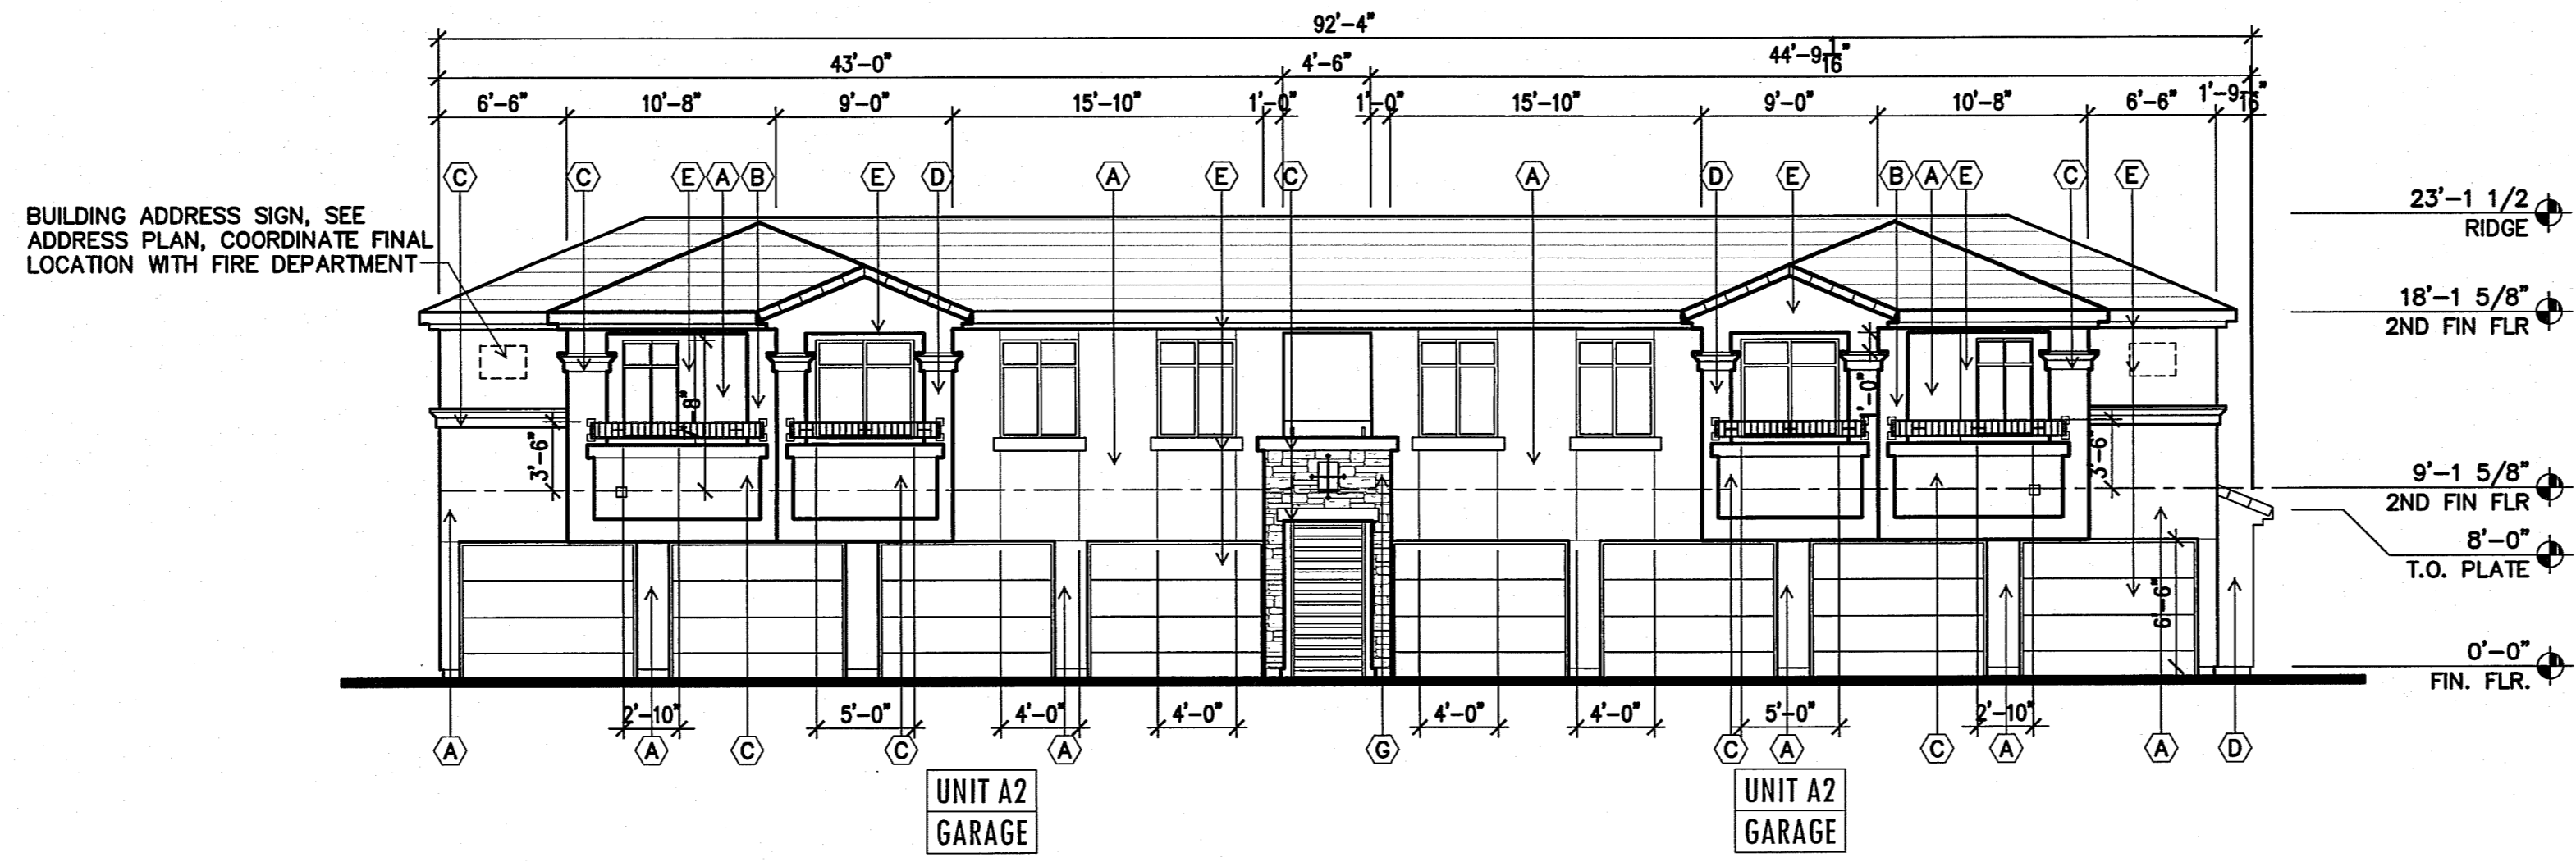 92'-4"
43'-0" 4'-6" 44'-9 1/16"
6'-6" 10'-8" 9'-0" 15'-10" 1'-0" 1'-0" 15'-10" 9'-0" 10'-8" 6'-6" 1'-9 1/16"
C C E A B E D A E C A D E B A E C E
BUILDING ADDRESS SIGN, SEE
ADDRESS PLAN, COORDINATE FINAL
LOCATION WITH FIRE DEPARTMENT
23'-1 1/2
RIDGE
18'-1 5/8"
2ND FIN FLR
1'-0"
3'-6" 3'-6"
9'-1 5/8"
2ND FIN FLR
8'-0"
T.O. PLATE
6'-6"
0'-0"
FIN. FLR.
2'-10" 5'-0" 4'-0" 4'-0" 4'-0" 4'-0" 5'-0" 2'-10"
A A C C A G C A C A A D
UNIT A2 UNIT A2
GARAGE GARAGE